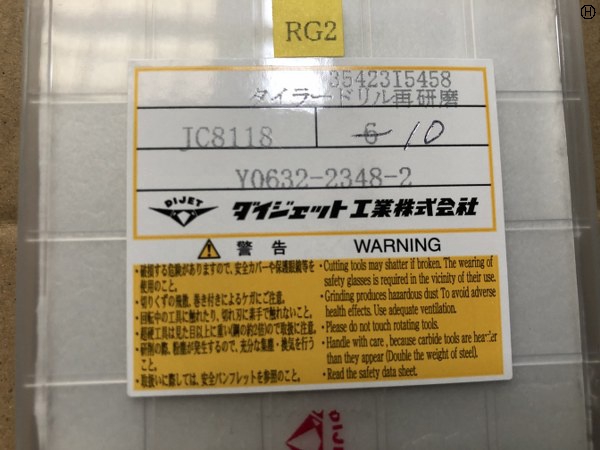 H
RG2
35423I5458
タイラードリル再研磨
JC8118
6 10
Y0632-2348-2
DIJET
ダイジェット工業株式会社
警告 WARNING
・破損する危険がありますので、安全カバーや保護眼鏡等を
使用のこと。
・切りくずの飛散、巻き付きによるケガにご注意。
・回転中の工具に触れたり、切れ刃に素手で触れないこと。
・超硬工具は見た目以上に重い(鋼の約2倍)ので取扱に注意。
・研削の際、粉塵が発生するので、充分な集塵・換気を行う
こと。
・取扱いに際しては、安全パンフレットを参照のこと。
・Cutting tools may shatter if broken. The wearing of
safety glasses is required in the vicinity of their use.
・Grinding produces hazardous dust To avoid adverse
health effects. Use adequate ventilation.
・Please do not touch rotating tools.
・Handle with care, because carbide tools are heavier
than they appear (Double the weight of steel).
・Read the safety data sheet.
DIJE